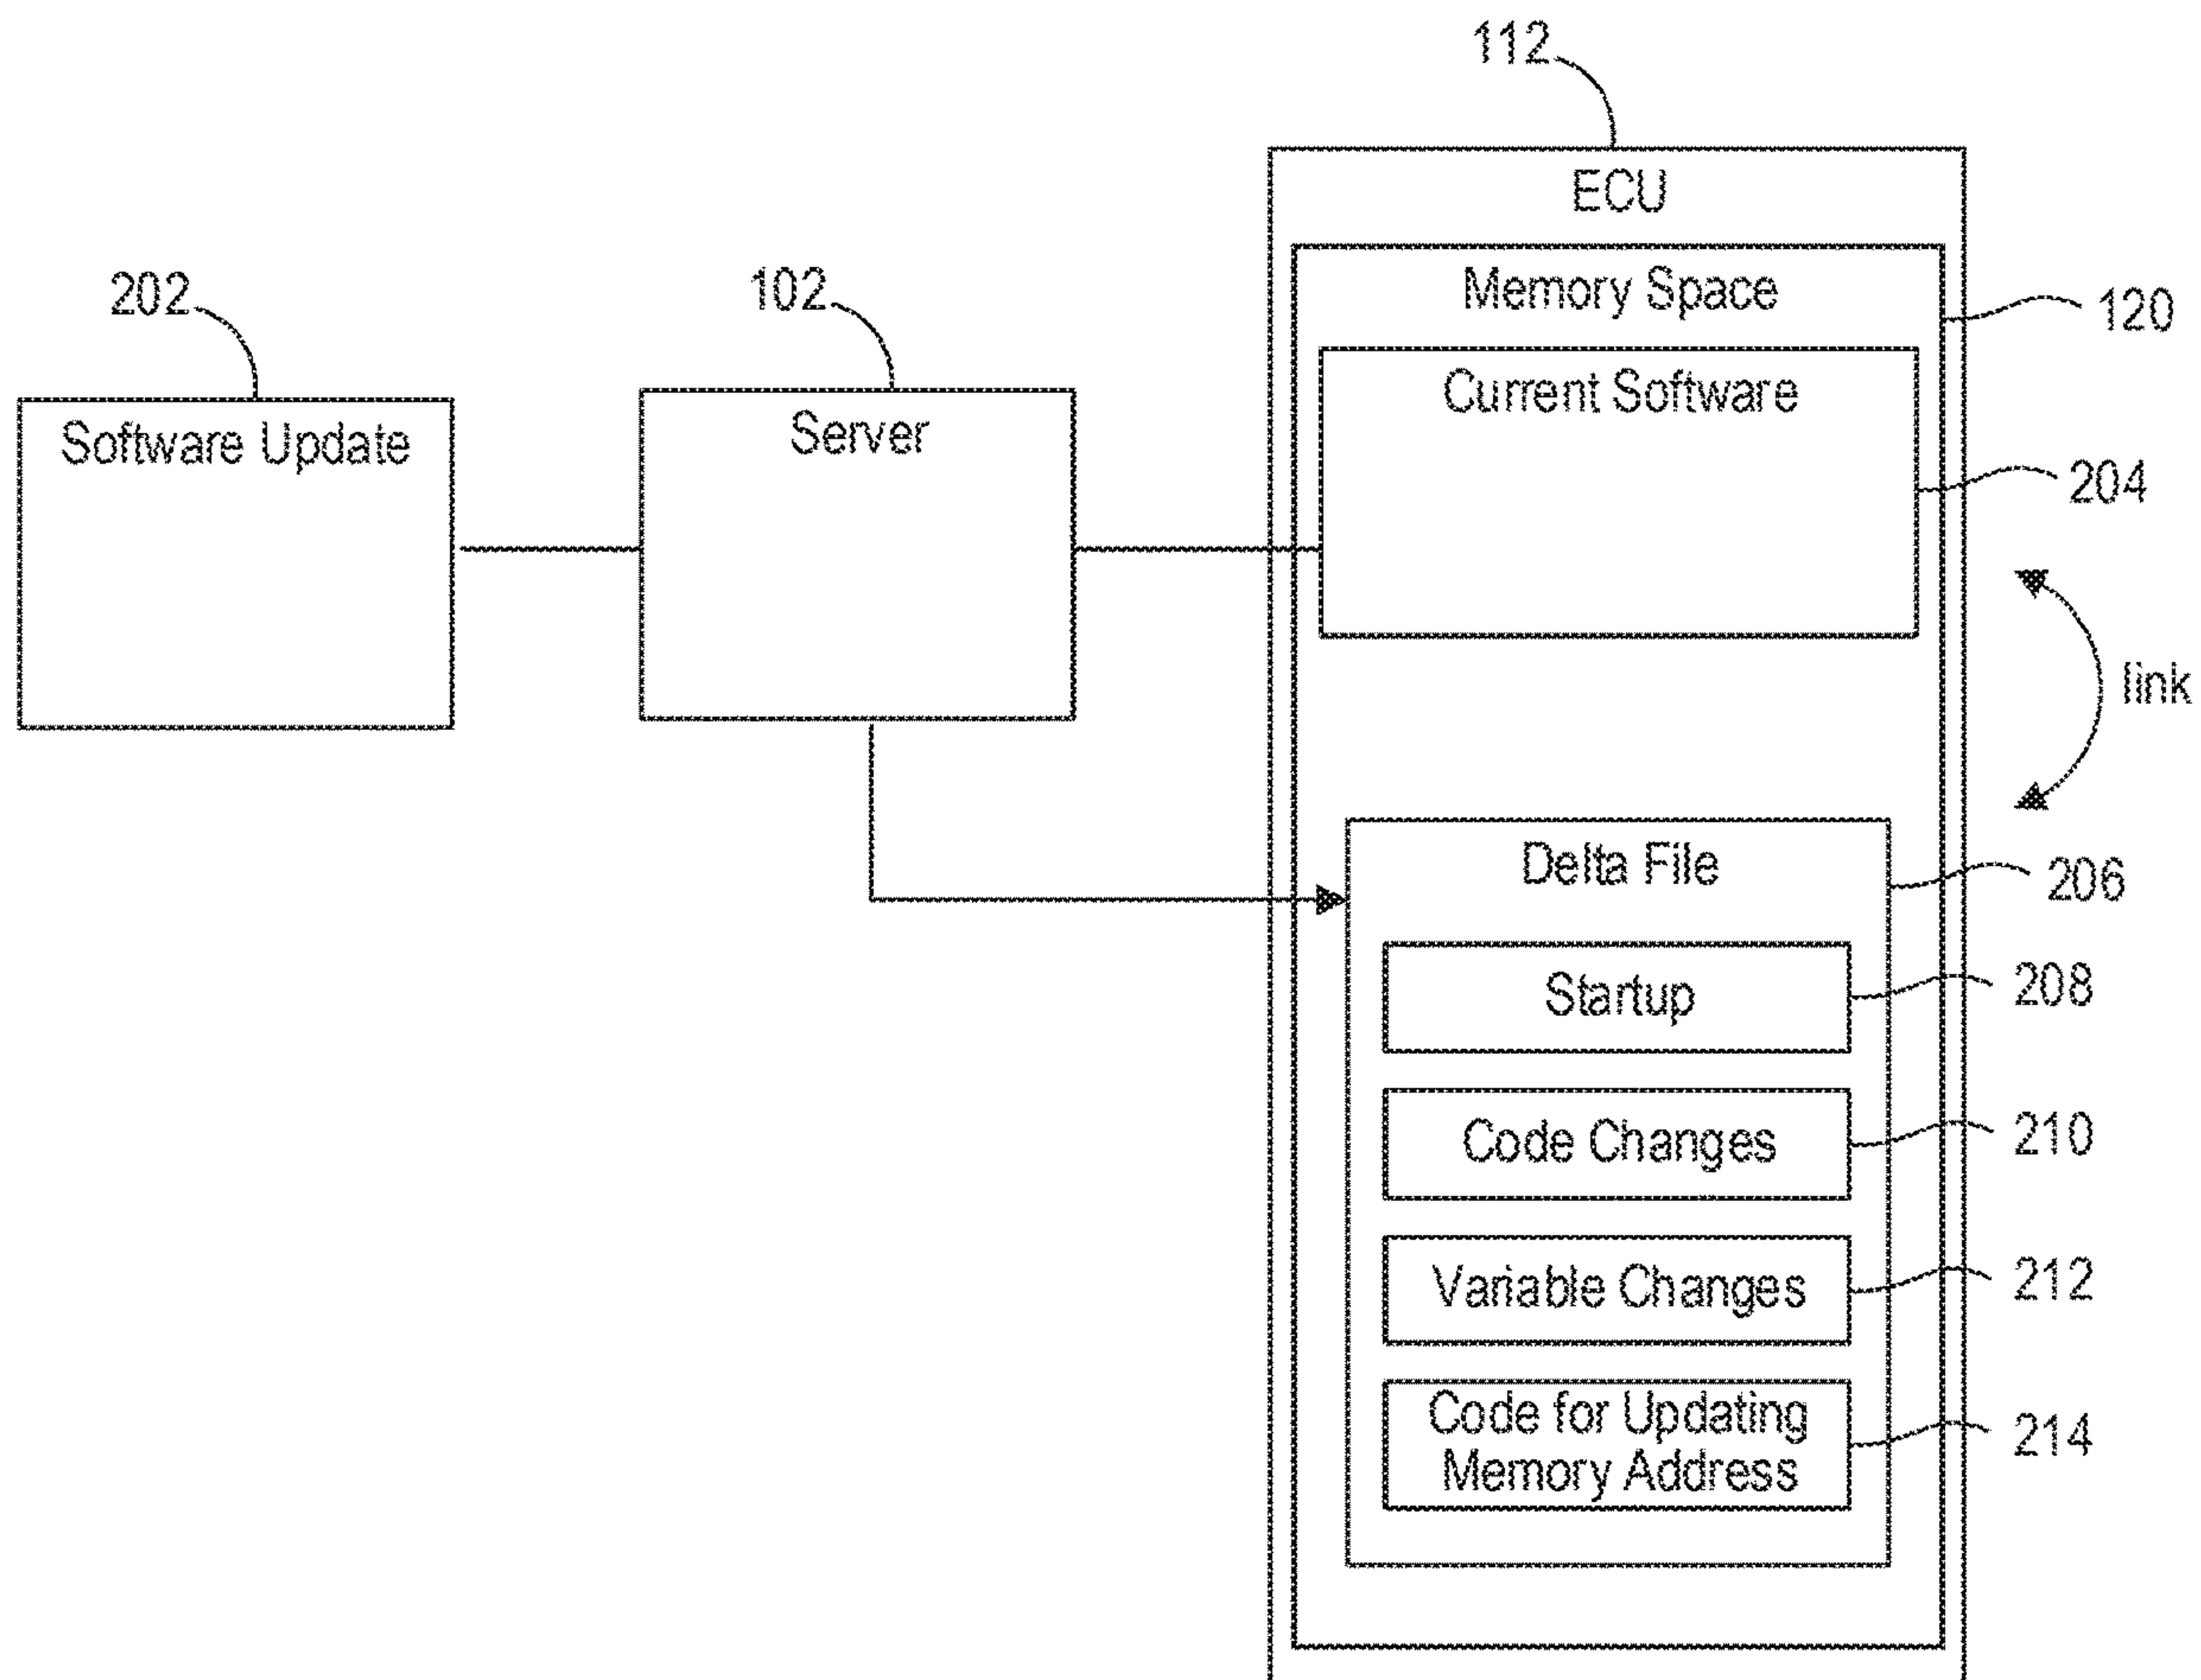 112
ECU
202
102
Memory Space
120
Software Update
Server
Current Software
204
link
Delta File
206
Startup
208
Code Changes
210
Variable Changes
212
Code for Updating
Memory Address
214